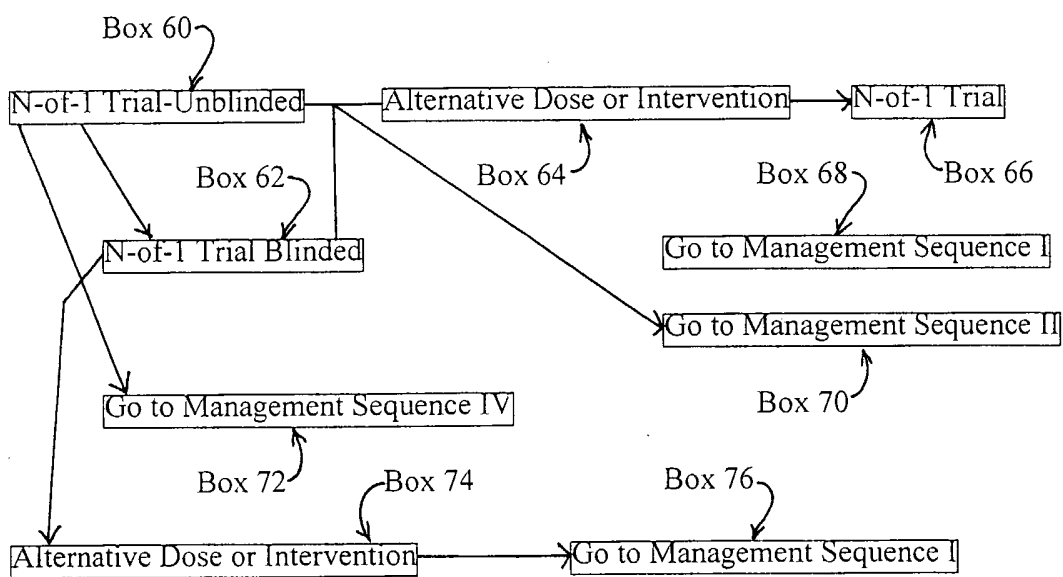 Box 60
N-of-1 Trial-Unblinded
Alternative Dose or Intervention
N-of-1 Trial
Box 62
Box 64
Box 68
Box 66
N-of-1 Trial Blinded
Go to Management Sequence I
Go to Management Sequence II
Go to Management Sequence IV
Box 70
Box 72
Box 74
Box 76
Alternative Dose or Intervention
Go to Management Sequence I